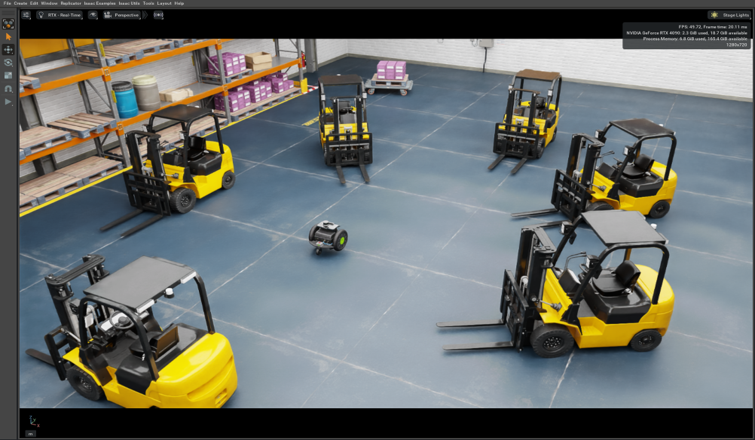 File Create Edit Window Replicator Isaac Examples Isaac Utils Tools Layout Help
RTX - Real-Time Perspective Stage Lights
FPS: 49.72, Frame time: 20.11 ms
NVIDIA GeForce RTX 4090: 3.3 GiB used, 18.7 GiB available
Process Memory: 6.8 GiB used, 103.4 GiB available
1280x720